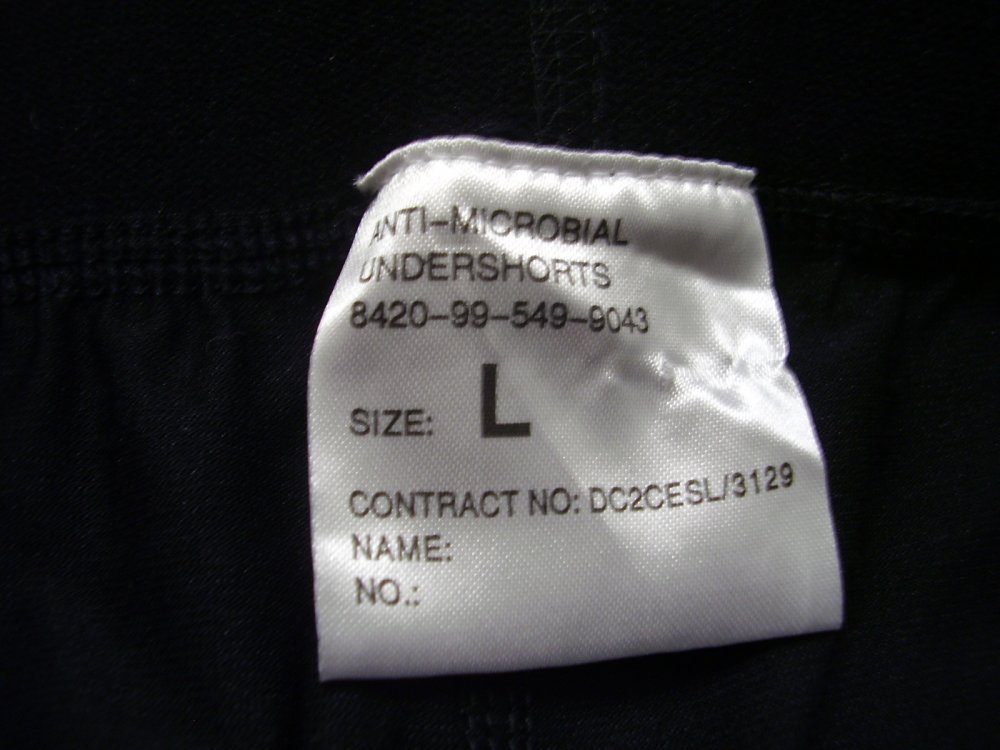 ANTI-MICROBIAL
UNDERSHORTS
8420-99-549-9043
SIZE: L
CONTRACT NO: DC2CESL/3129
NAME:
NO.: